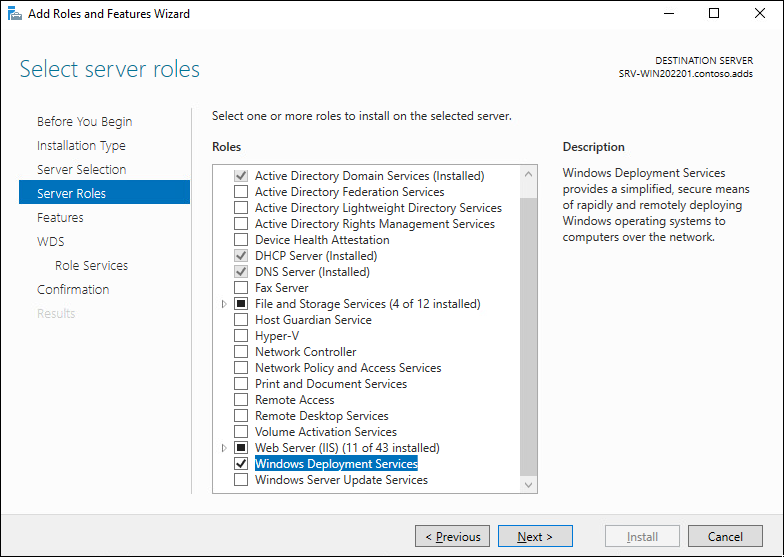 Add Roles and Features Wizard
Select server roles
DESTINATION SERVER
SRV-WIN202201.contoso.adds
Before You Begin
Installation Type
Server Selection
Server Roles
Features
WDS
Role Services
Confirmation
Results
Select one or more roles to install on the selected server.
Roles
Active Directory Domain Services (Installed)
Active Directory Federation Services
Active Directory Lightweight Directory Services
Active Directory Rights Management Services
Device Health Attestation
DHCP Server (Installed)
DNS Server (Installed)
Fax Server
File and Storage Services (4 of 12 installed)
Host Guardian Service
Hyper-V
Network Controller
Network Policy and Access Services
Print and Document Services
Remote Access
Remote Desktop Services
Volume Activation Services
Web Server (IIS) (11 of 43 installed)
Windows Deployment Services
Windows Server Update Services
Description
Windows Deployment Services
provides a simplified, secure means
of rapidly and remotely deploying
Windows operating systems to
computers over the network.
< Previous
Next >
Install
Cancel